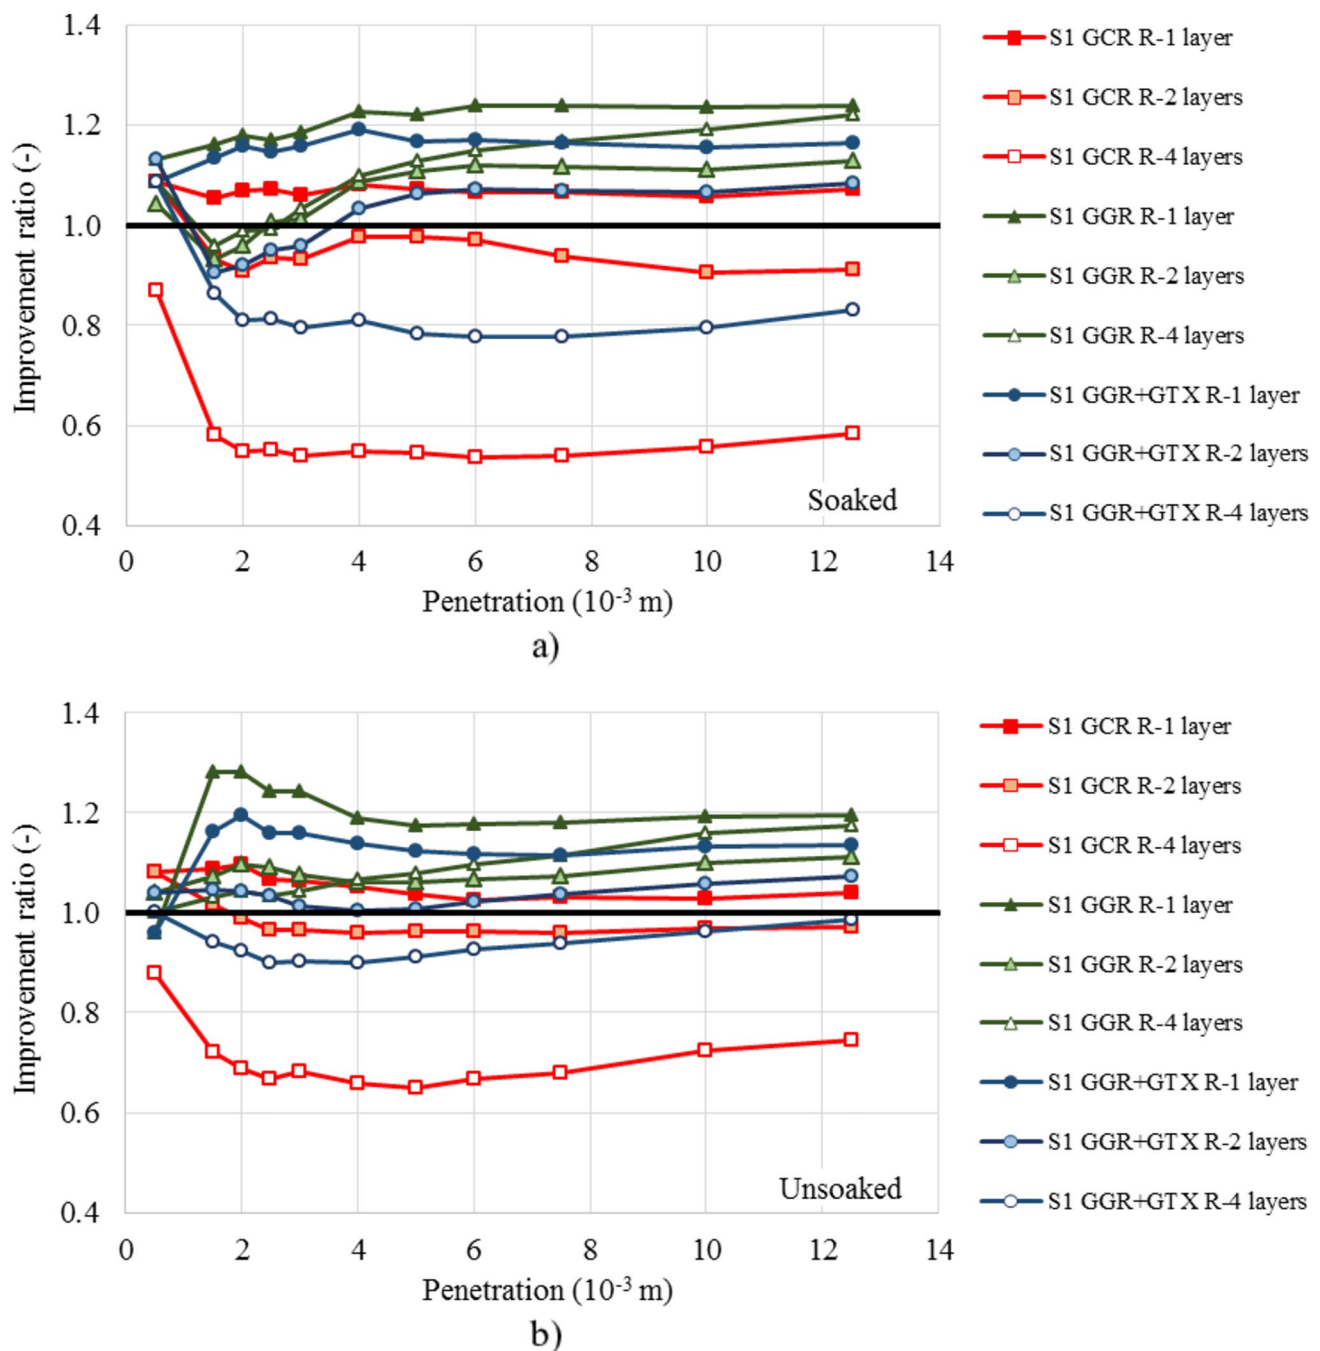 1.4
1.2
1.0
0.8
0.6
0.4
Improvement ratio (-)
0 2 4 6 8 10 12 14
Penetration (10⁻³ m)
Soaked
S1 GCR R-1 layer
S1 GCR R-2 layers
S1 GCR R-4 layers
S1 GGR R-1 layer
S1 GGR R-2 layers
S1 GGR R-4 layers
S1 GGR+GTX R-1 layer
S1 GGR+GTX R-2 layers
S1 GGR+GTX R-4 layers
a)
1.4
1.2
1.0
0.8
0.6
0.4
Improvement ratio (-)
0 2 4 6 8 10 12 14
Penetration (10⁻³ m)
Unsoaked
S1 GCR R-1 layer
S1 GCR R-2 layers
S1 GCR R-4 layers
S1 GGR R-1 layer
S1 GGR R-2 layers
S1 GGR R-4 layers
S1 GGR+GTX R-1 layer
S1 GGR+GTX R-2 layers
S1 GGR+GTX R-4 layers
b)